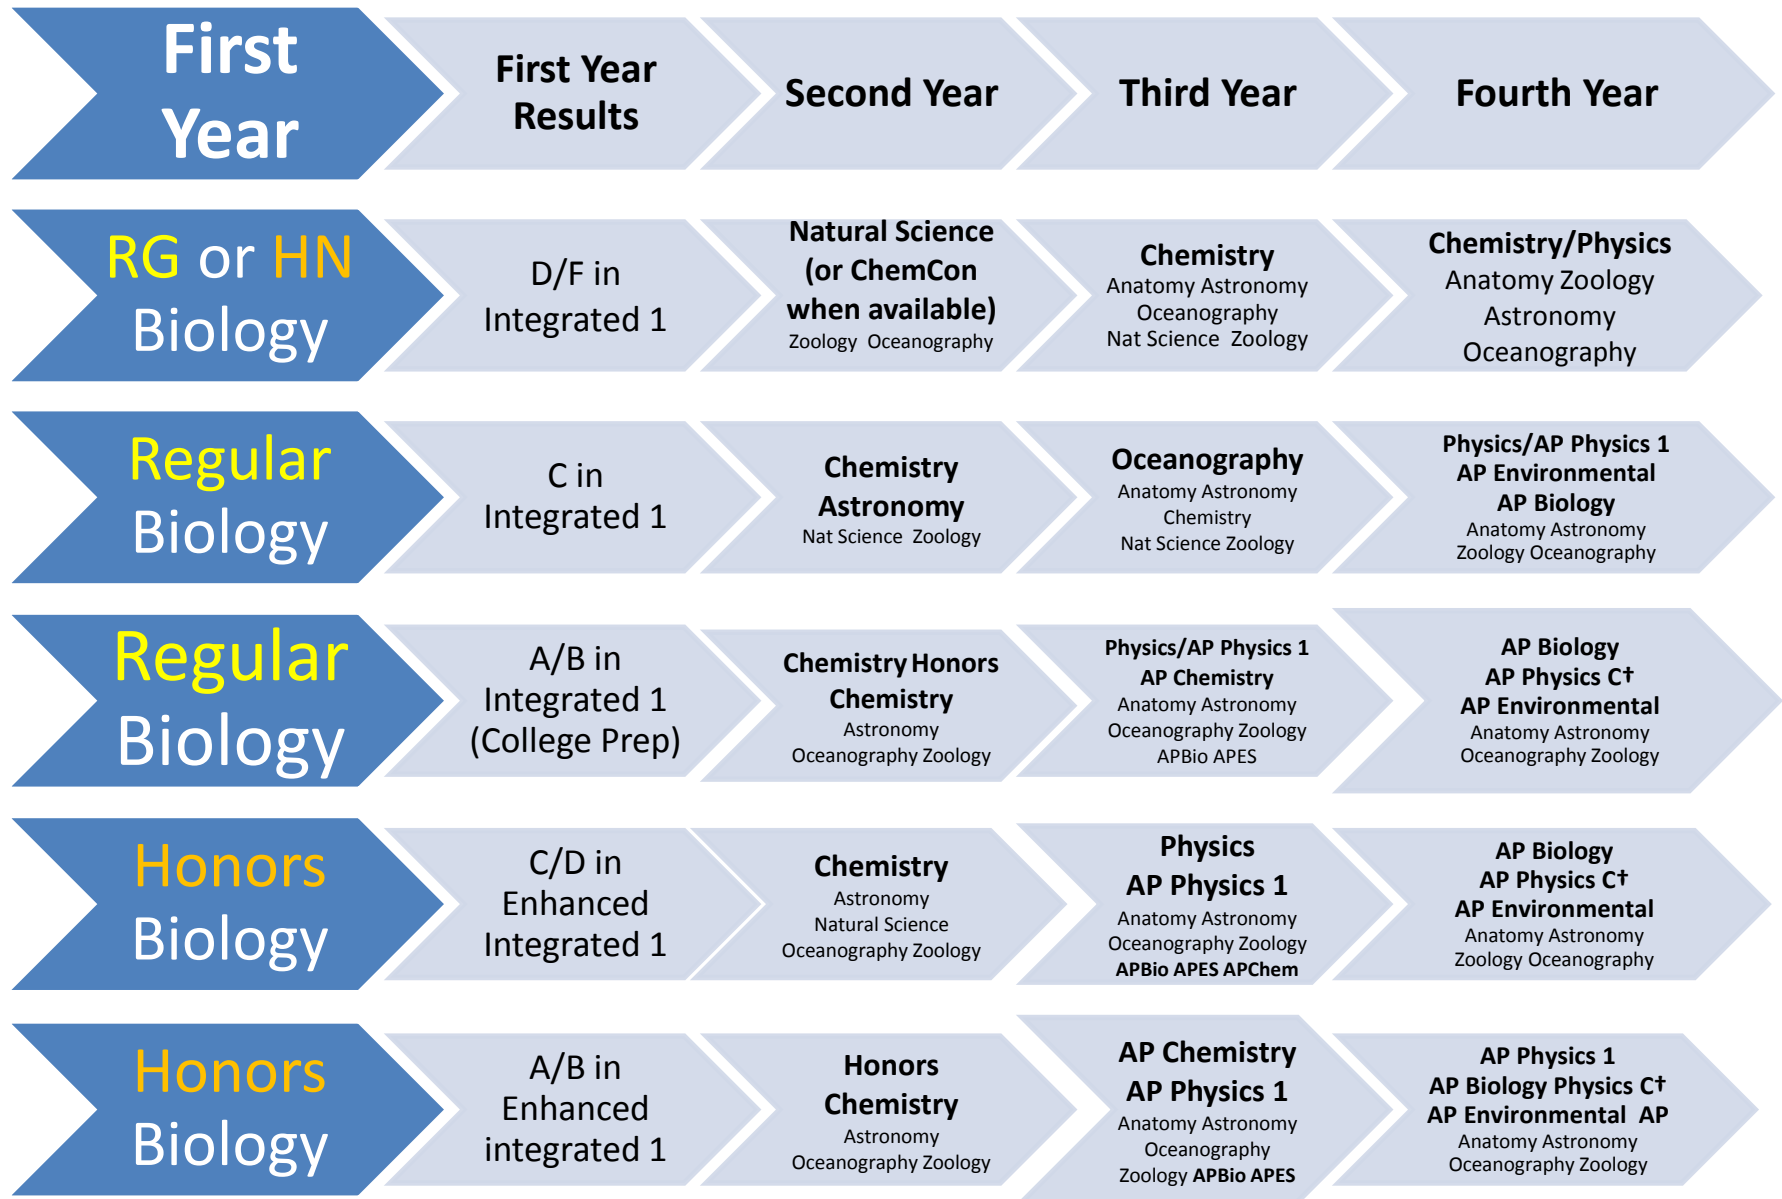 First
Year
First Year
Results
Second Year
Third Year
Fourth Year
RG or HN
Biology
D/F in
Integrated 1
Natural Science
(or ChemCon
when available)
Zoology Oceanography
Chemistry
Anatomy Astronomy
Oceanography
Nat Science Zoology
Chemistry/Physics
Anatomy Zoology
Astronomy
Oceanography
Regular
Biology
C in
Integrated 1
Chemistry
Astronomy
Nat Science Zoology
Oceanography
Anatomy Astronomy
Chemistry
Nat Science Zoology
Physics/AP Physics 1
AP Environmental
AP Biology
Anatomy Astronomy
Zoology Oceanography
Regular
Biology
A/B in
Integrated 1
(College Prep)
Chemistry Honors
Chemistry
Astronomy
Oceanography Zoology
Physics/AP Physics 1
AP Chemistry
Anatomy Astronomy
Oceanography Zoology
APBio APES
AP Biology
AP Physics C†
AP Environmental
Anatomy Astronomy
Oceanography Zoology
Honors
Biology
C/D in
Enhanced
Integrated 1
Chemistry
Astronomy
Natural Science
Oceanography Zoology
Physics
AP Physics 1
Anatomy Astronomy
Oceanography Zoology
APBio APES APChem
AP Biology
AP Physics C†
AP Environmental
Anatomy Astronomy
Zoology Oceanography
Honors
Biology
A/B in
Enhanced
integrated 1
Honors
Chemistry
Astronomy
Oceanography Zoology
AP Chemistry
AP Physics 1
Anatomy Astronomy
Oceanography
Zoology APBio APES
AP Physics 1
AP Biology Physics C†
AP Environmental AP
Anatomy Astronomy
Oceanography Zoology